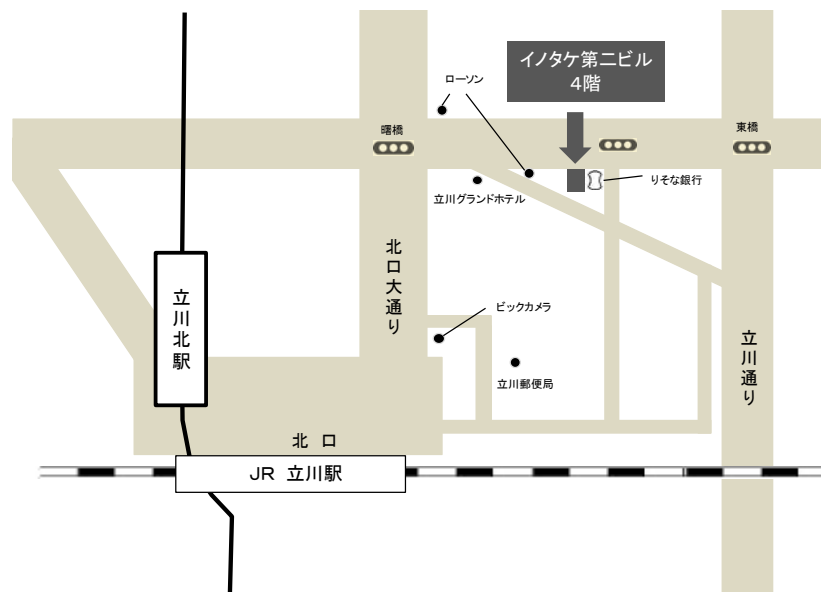 イノタケ第二ビル
4階
ローソン
曙橋
東橋
りそな銀行
立川グランドホテル
北口大通り
立川北駅
ビックカメラ
立川通り
立川郵便局
北 口
JR 立川駅